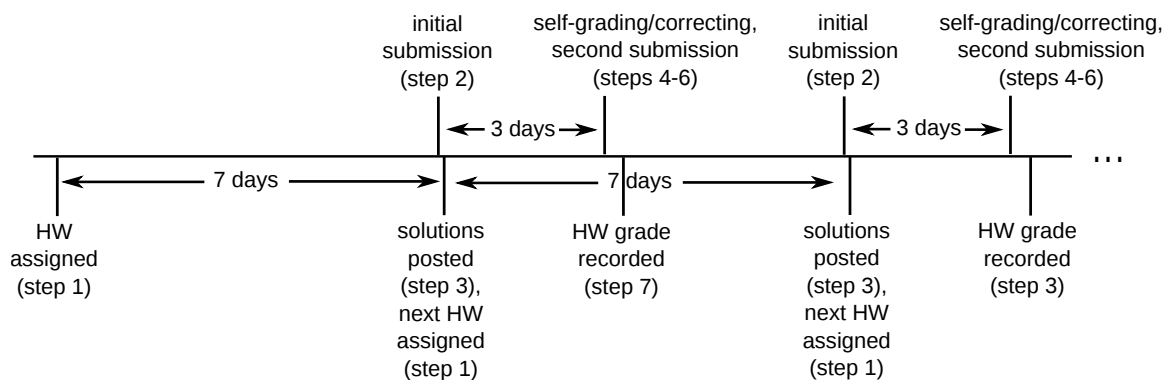 initial
submission
(step 2)
self-grading/correcting,
second submission
(steps 4-6)
initial
submission
(step 2)
self-grading/correcting,
second submission
(steps 4-6)
3 days
3 days
...
7 days
7 days
HW
assigned
(step 1)
solutions
posted
(step 3),
next HW
assigned
(step 1)
HW grade
recorded
(step 7)
solutions
posted
(step 3),
next HW
assigned
(step 1)
HW grade
recorded
(step 3)